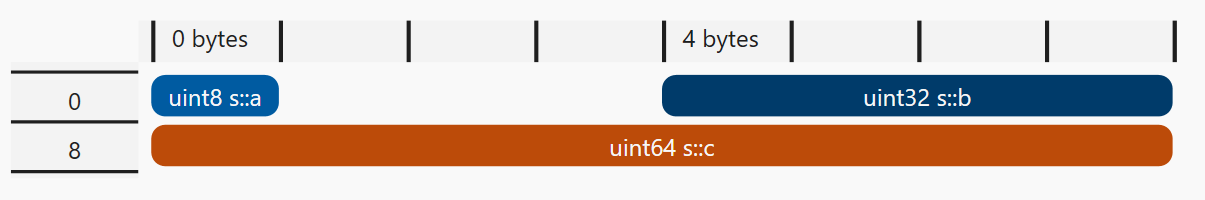 0 bytes 4 bytes
0 uint8 s::a uint32 s::b
8 uint64 s::c